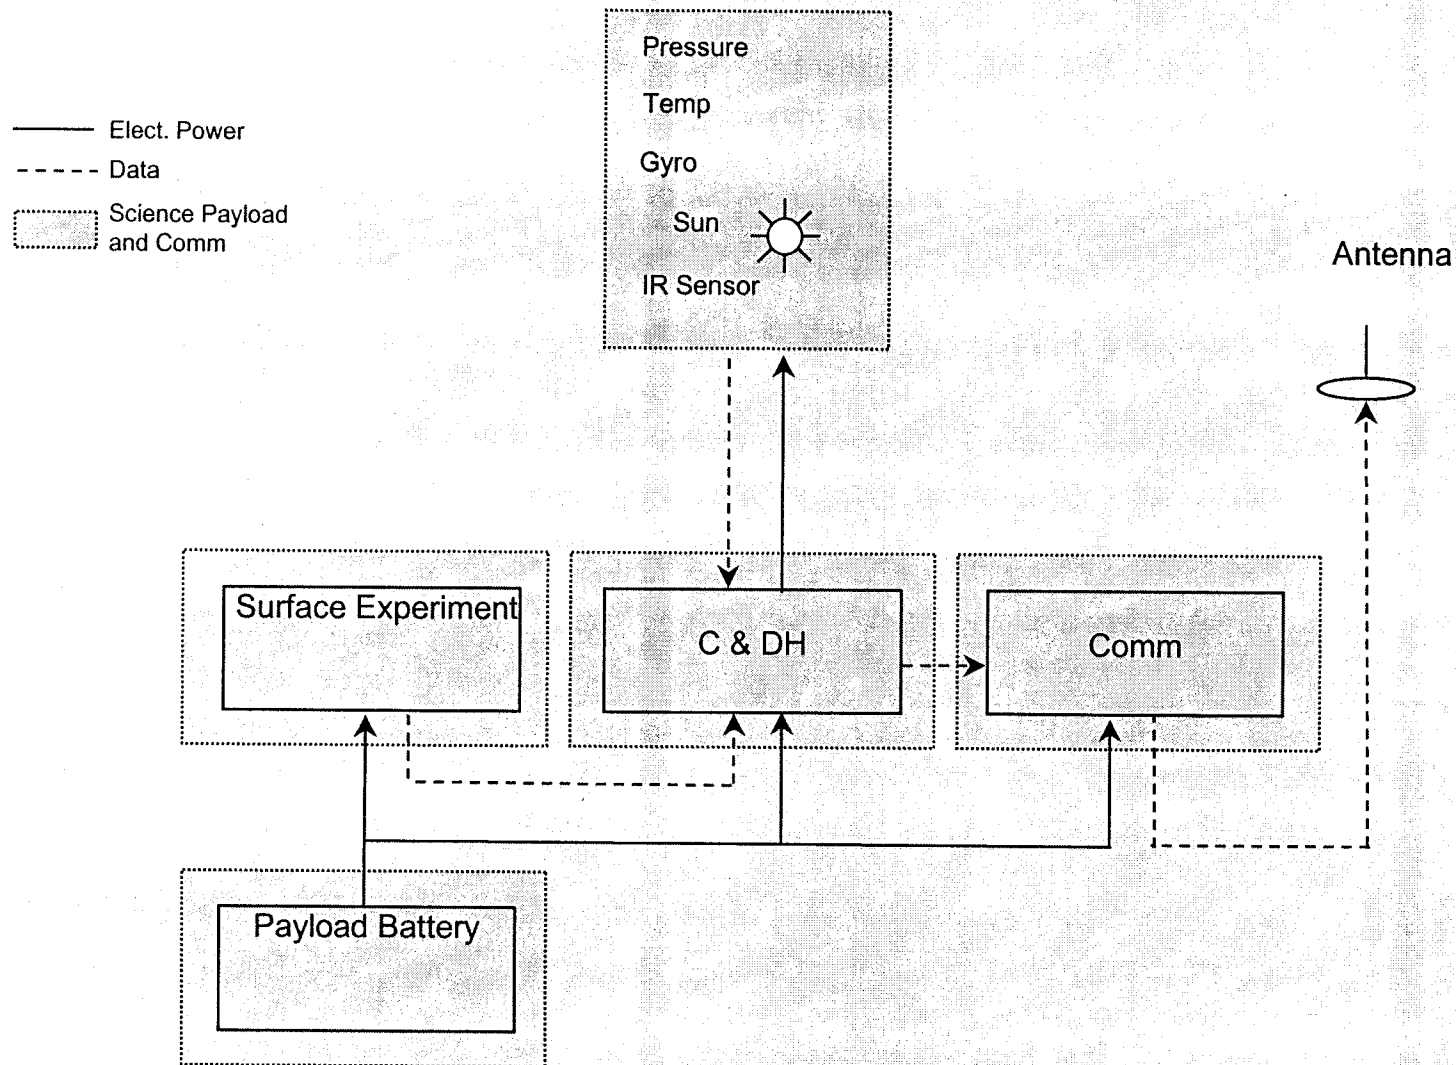 Pressure
Temp
Gyro
Sun
IR Sensor
Elect. Power
Data
Science Payload
and Comm
Antenna
Surface Experiment
C & DH
Comm
Payload Battery